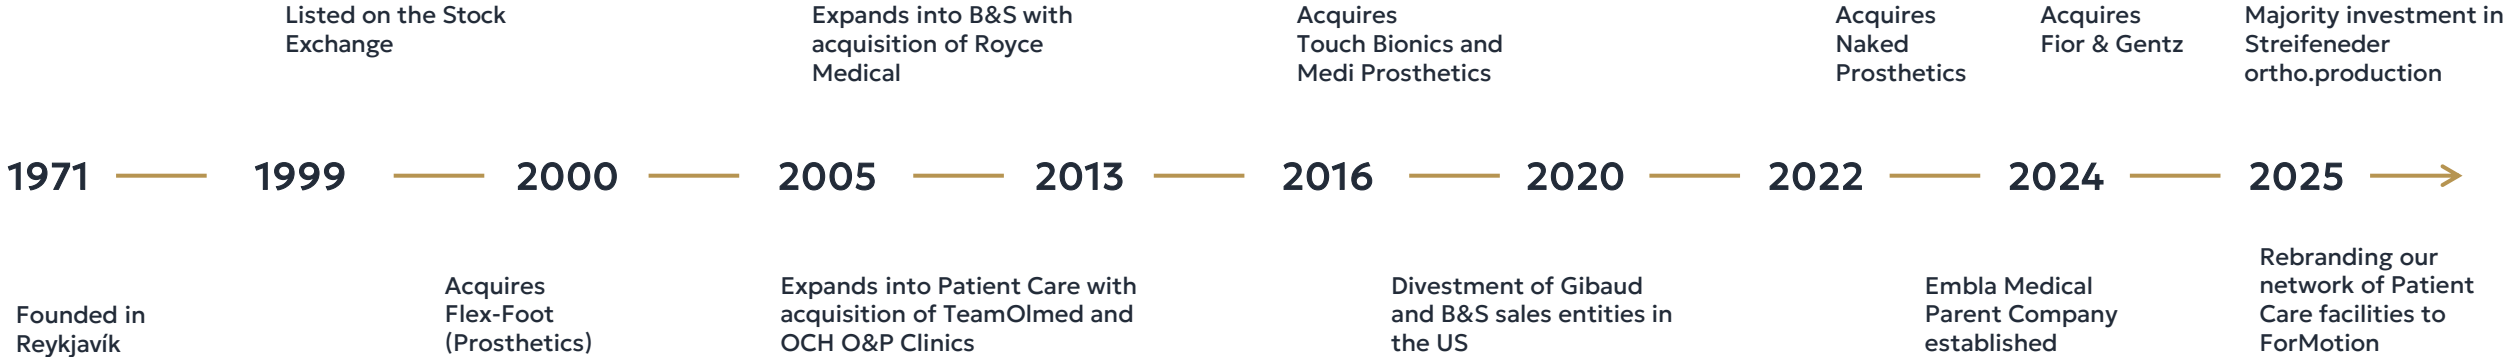 Listed on the Stock
Exchange
Expands into B&S with
acquisition of Royce
Medical
Acquires
Touch Bionics and
Medi Prosthetics
Acquires
Naked
Prosthetics
Acquires
Fior & Gentz
Majority investment in
Streifeneder
ortho.production
1971 1999 2000 2005 2013 2016 2020 2022 2024 2025
Founded in
Reykjavík
Acquires
Flex-Foot
(Prosthetics)
Expands into Patient Care with
acquisition of TeamOlmed and
OCH O&P Clinics
Divestment of Gibaud
and B&S sales entities in
the US
Embla Medical
Parent Company
established
Rebranding our
network of Patient
Care facilities to
ForMotion